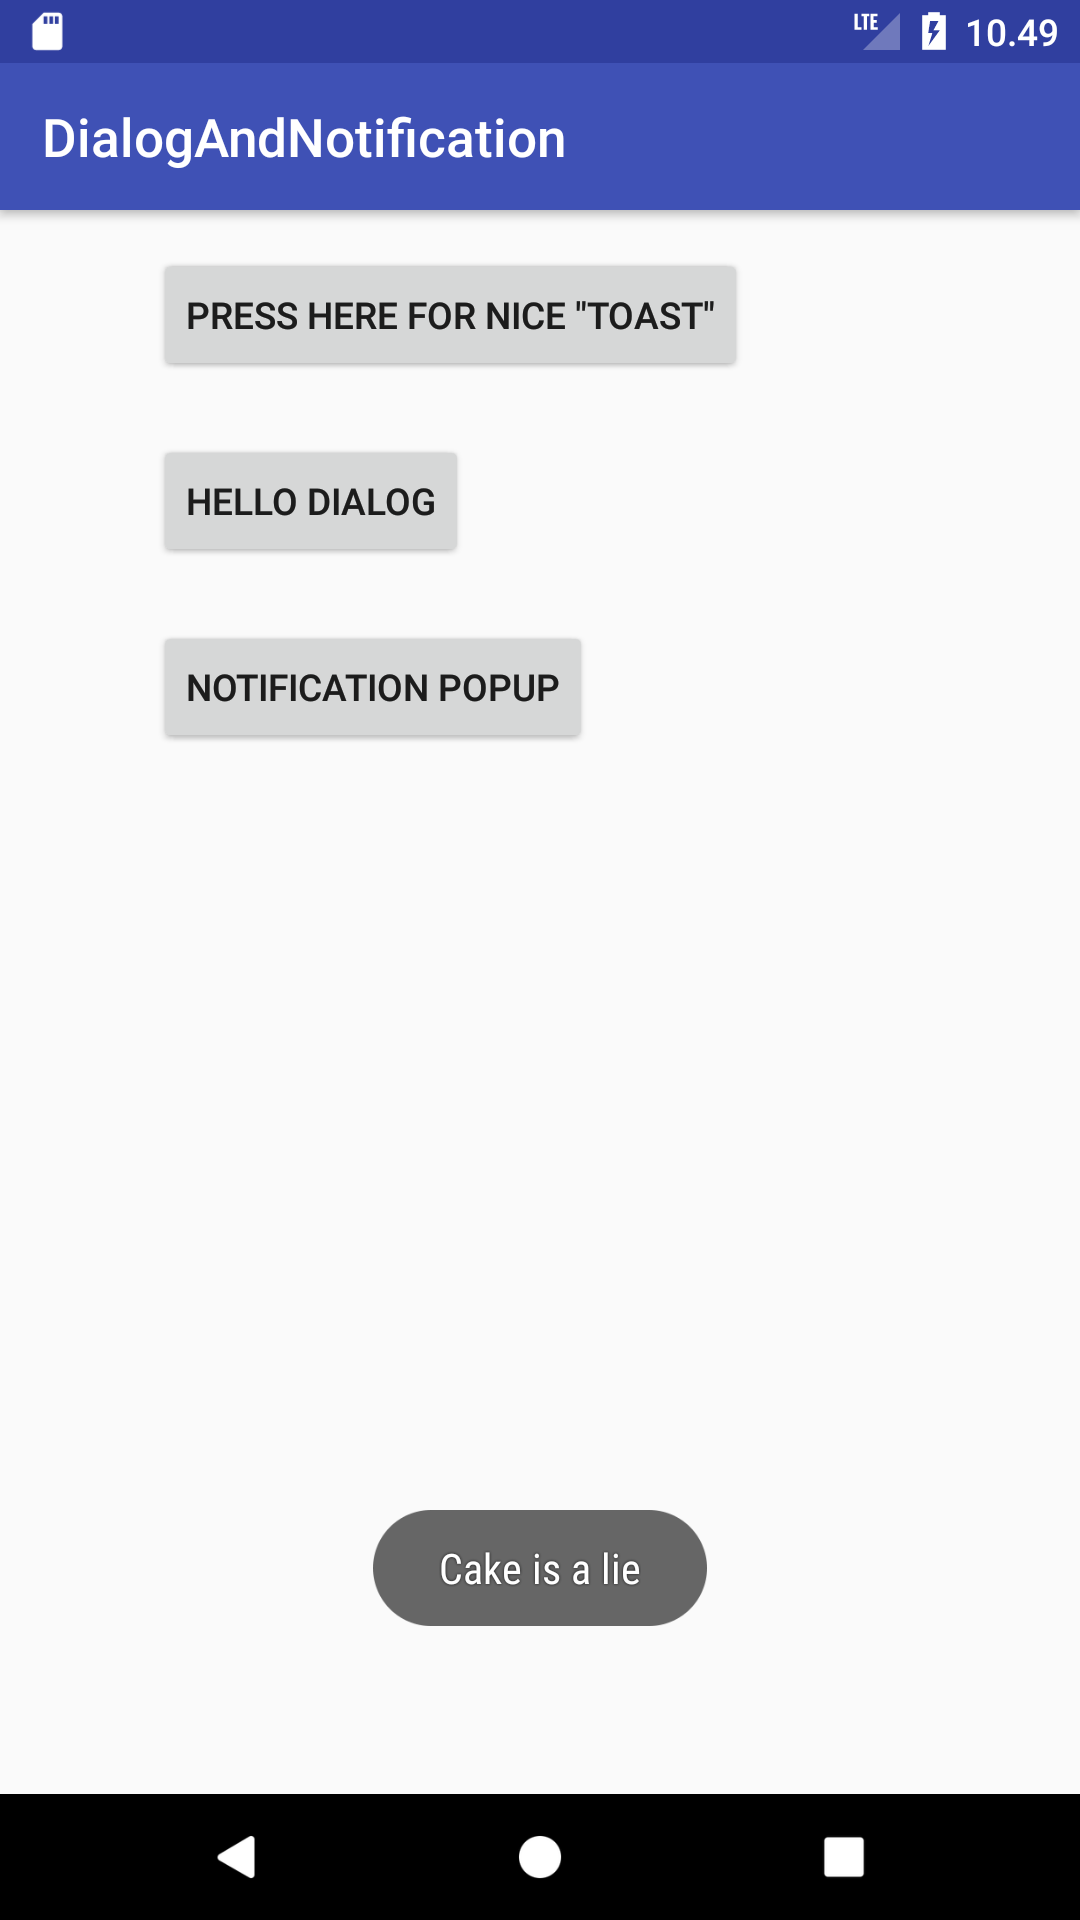 LTE 10.49
DialogAndNotification
PRESS HERE FOR NICE "TOAST"
HELLO DIALOG
NOTIFICATION POPUP
Cake is a lie